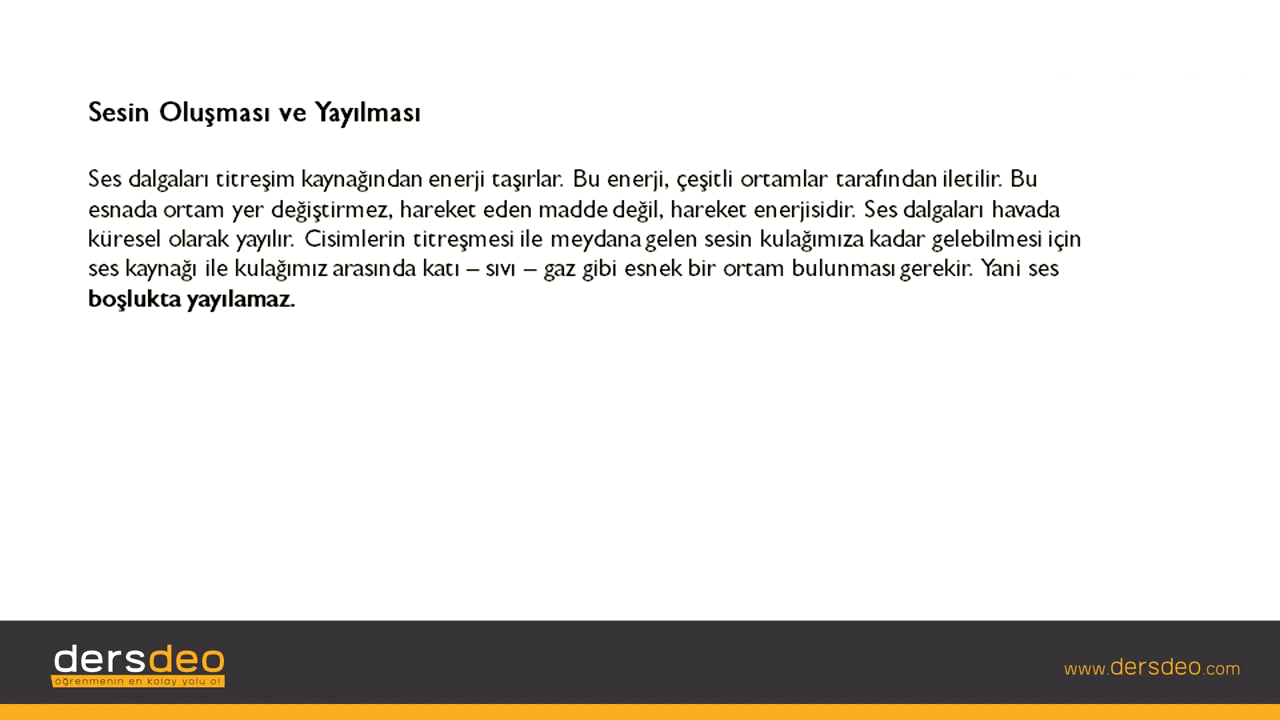 Sesin Oluşması ve Yayılması
Ses dalgaları titreşim kaynağından enerji taşırlar. Bu enerji, çeşitli ortamlar tarafından iletilir. Bu
esnada ortam yer değiştirmez, hareket eden madde değil, hareket enerjisidir. Ses dalgaları havada
küresel olarak yayılır. Cisimlerin titreşmesi ile meydana gelen sesin kulağımıza kadar gelebilmesi için
ses kaynağı ile kulağımız arasında katı – sıvı – gaz gibi esnek bir ortam bulunması gerekir. Yani ses
boşlukta yayılamaz.
dersdeo
öğrenmenin en kolay yolu o!
www.dersdeo.com